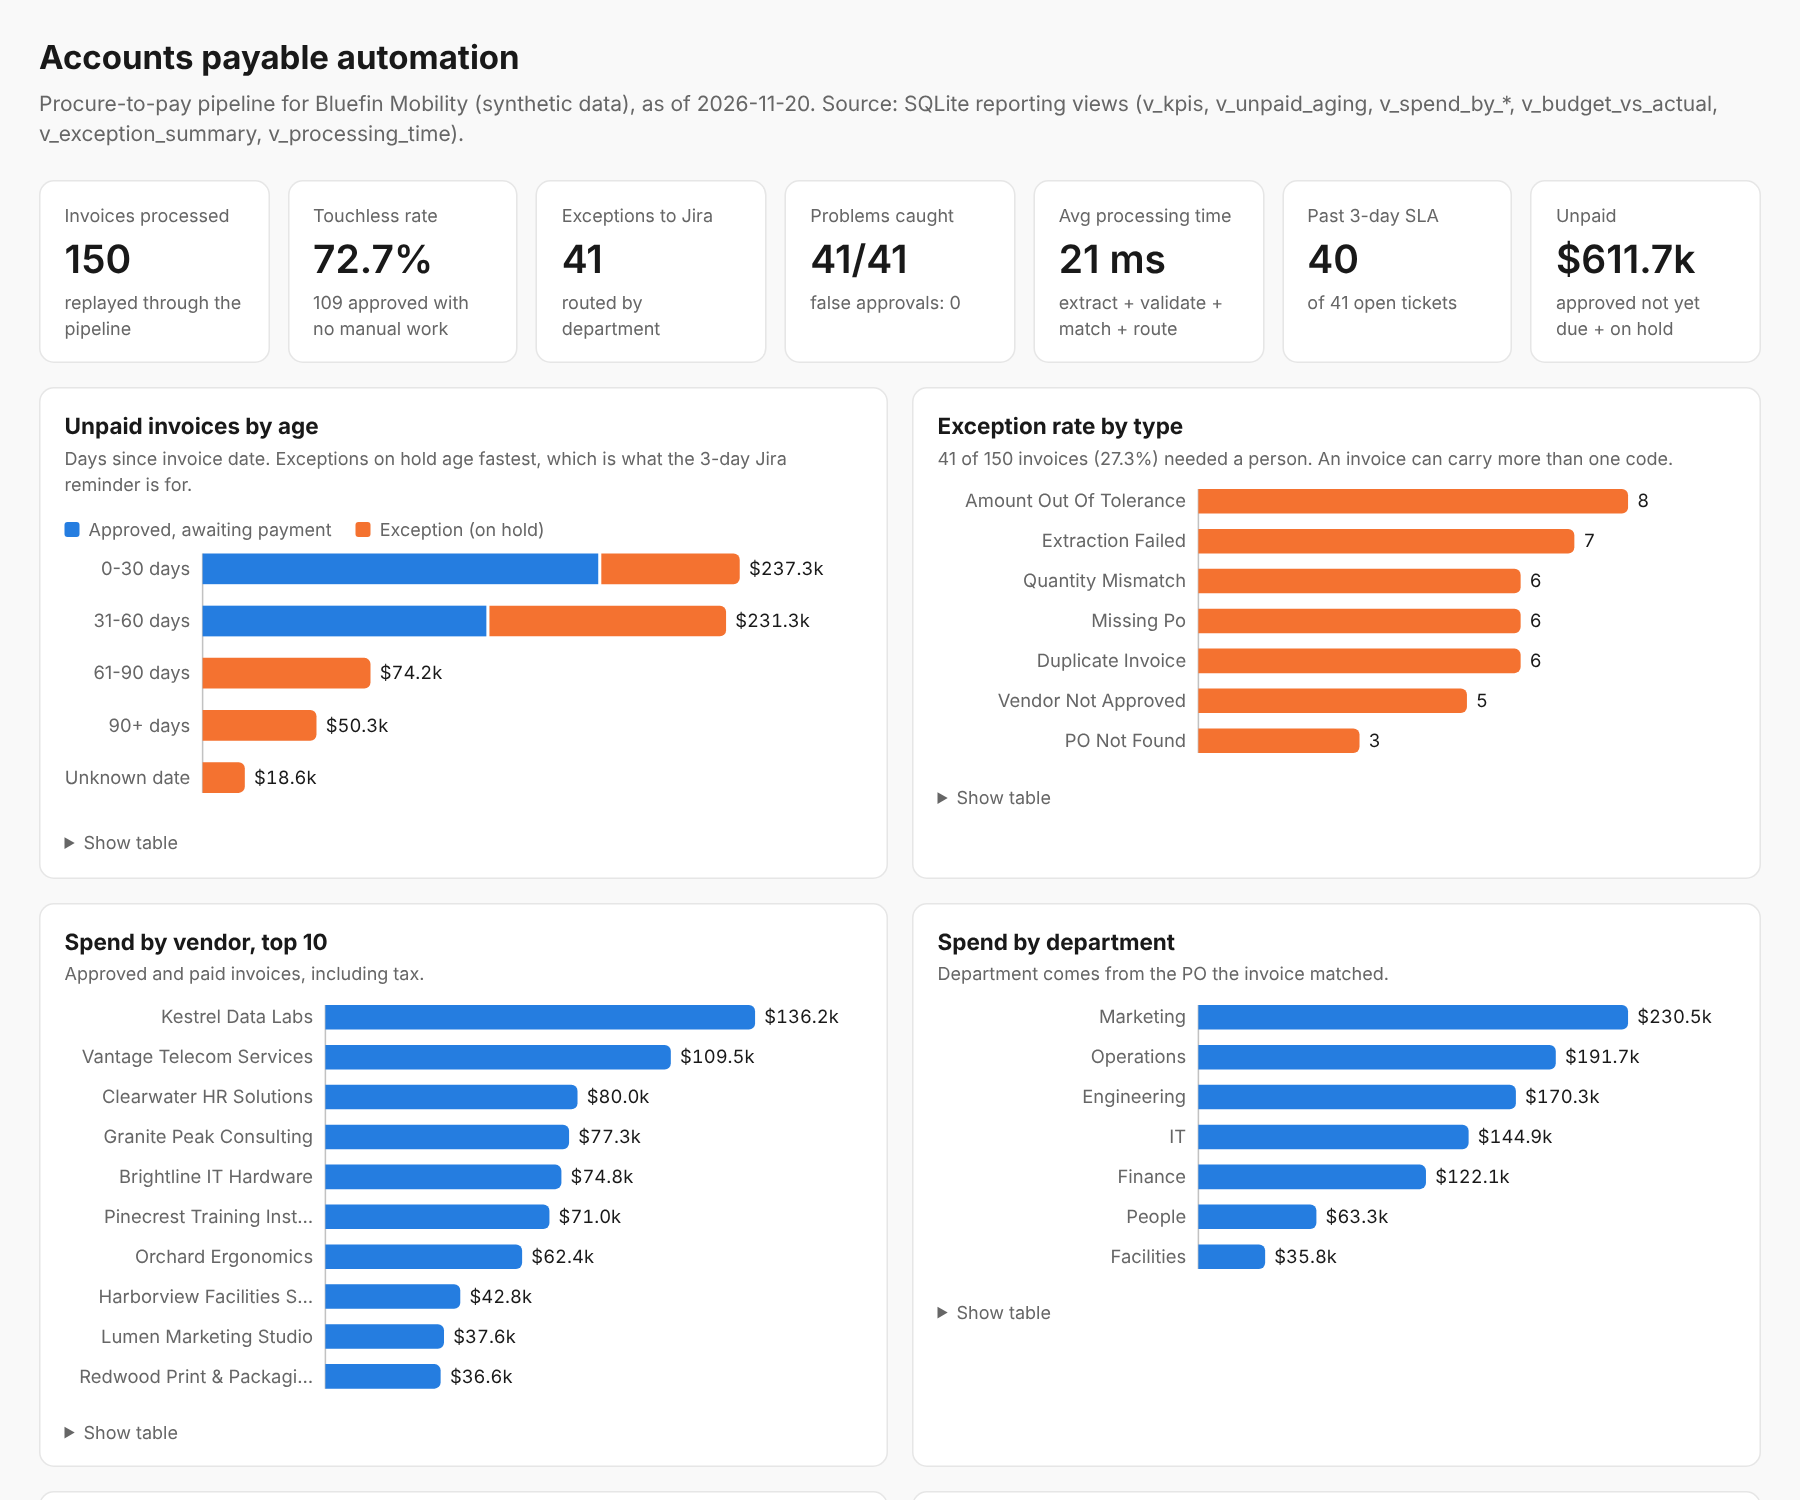 Accounts payable automation
Procure-to-pay pipeline for Bluefin Mobility (synthetic data), as of 2026-11-20. Source: SQLite reporting views (v_kpis, v_unpaid_aging, v_spend_by_*, v_budget_vs_actual,
v_exception_summary, v_processing_time).
Invoices processed
150
replayed through the
pipeline
Touchless rate
72.7%
109 approved with
no manual work
Exceptions to Jira
41
routed by
department
Problems caught
41/41
false approvals: 0
Avg processing time
21 ms
extract + validate +
match + route
Past 3-day SLA
40
of 41 open tickets
Unpaid
$611.7k
approved not yet
due + on hold
Unpaid invoices by age
Days since invoice date. Exceptions on hold age fastest, which is what the 3-day Jira
reminder is for.
Approved, awaiting payment Exception (on hold)
0-30 days $237.3k
31-60 days $231.3k
61-90 days $74.2k
90+ days $50.3k
Unknown date $18.6k
▶ Show table
Exception rate by type
41 of 150 invoices (27.3%) needed a person. An invoice can carry more than one code.
Amount Out Of Tolerance 8
Extraction Failed 7
Quantity Mismatch 6
Missing Po 6
Duplicate Invoice 6
Vendor Not Approved 5
PO Not Found 3
▶ Show table
Spend by vendor, top 10
Approved and paid invoices, including tax.
Kestrel Data Labs $136.2k
Vantage Telecom Services $109.5k
Clearwater HR Solutions $80.0k
Granite Peak Consulting $77.3k
Brightline IT Hardware $74.8k
Pinecrest Training Inst... $71.0k
Orchard Ergonomics $62.4k
Harborview Facilities S... $42.8k
Lumen Marketing Studio $37.6k
Redwood Print & Packagi... $36.6k
▶ Show table
Spend by department
Department comes from the PO the invoice matched.
Marketing $230.5k
Operations $191.7k
Engineering $170.3k
IT $144.9k
Finance $122.1k
People $63.3k
Facilities $35.8k
▶ Show table